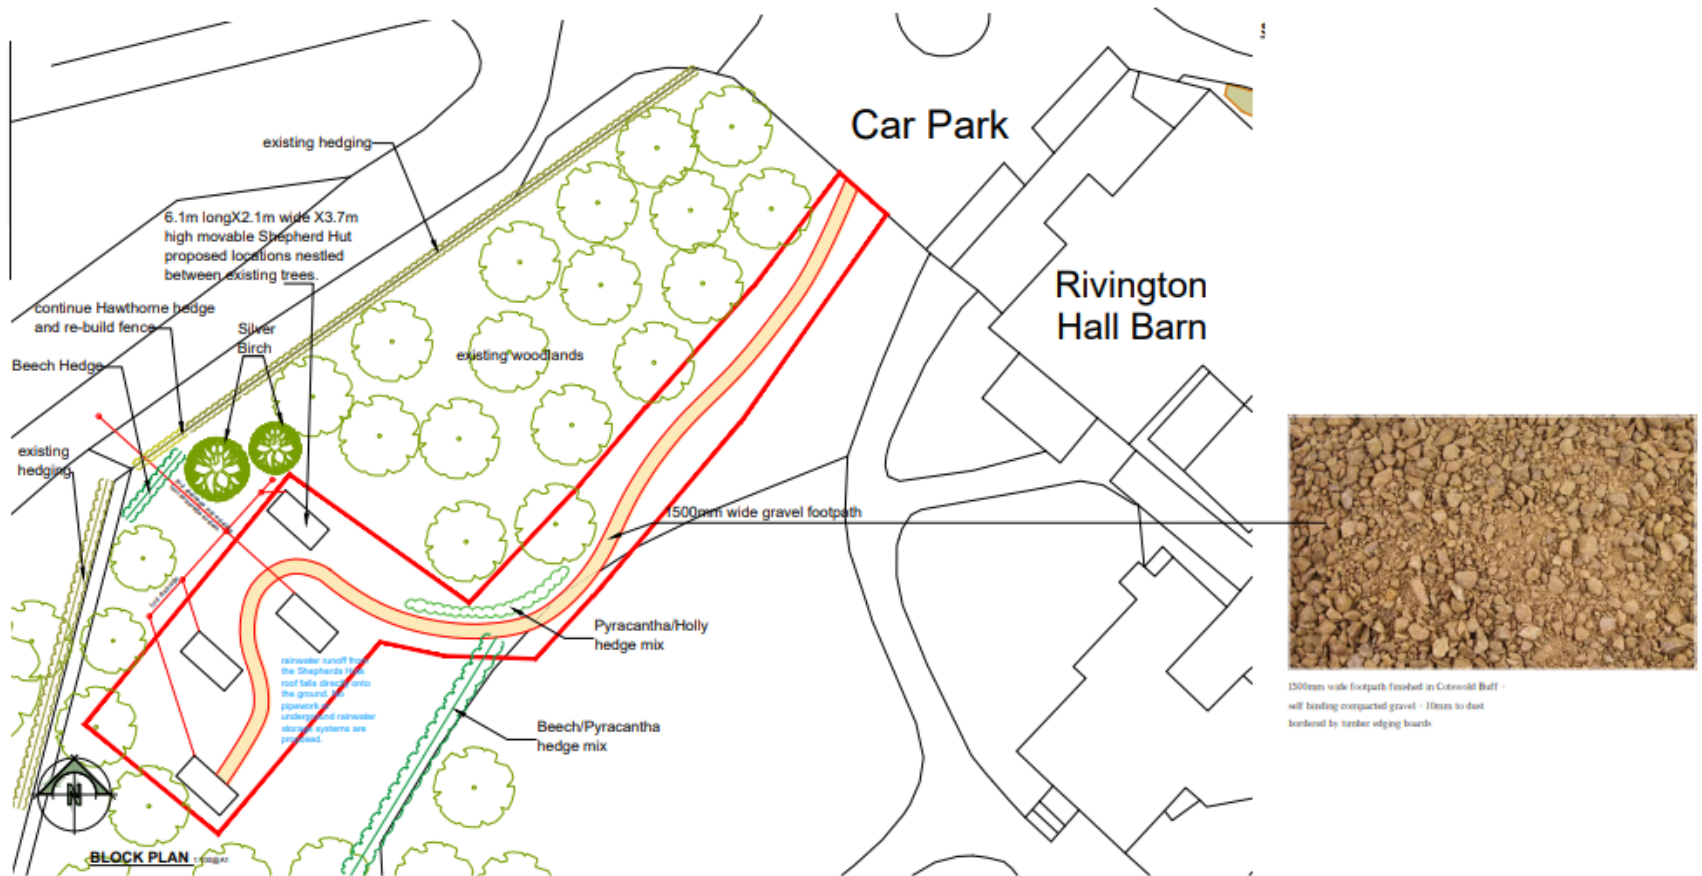 Car Park
existing hedging
6.1m longX2.1m wide X3.7m
high movable Shepherd Hut
proposed locations nestled
between existing trees.
continue Hawthorne hedge
and re-build fence
Silver
Birch
Beech Hedge
existing
hedging
existing woodlands
Rivington
Hall Barn
1500mm wide gravel footpath
Pyracantha/Holly
hedge mix
rainwater runoff from
the Shepherds Huts
roof falls directly onto
the ground. No
pipework or
underground rainwater
storage systems are
proposed.
Beech/Pyracantha
hedge mix
N
BLOCK PLAN
1500mm wide footpath finished in Cotswold Buff -
self binding compacted gravel - 10mm to dust
bordered by timber edging boards